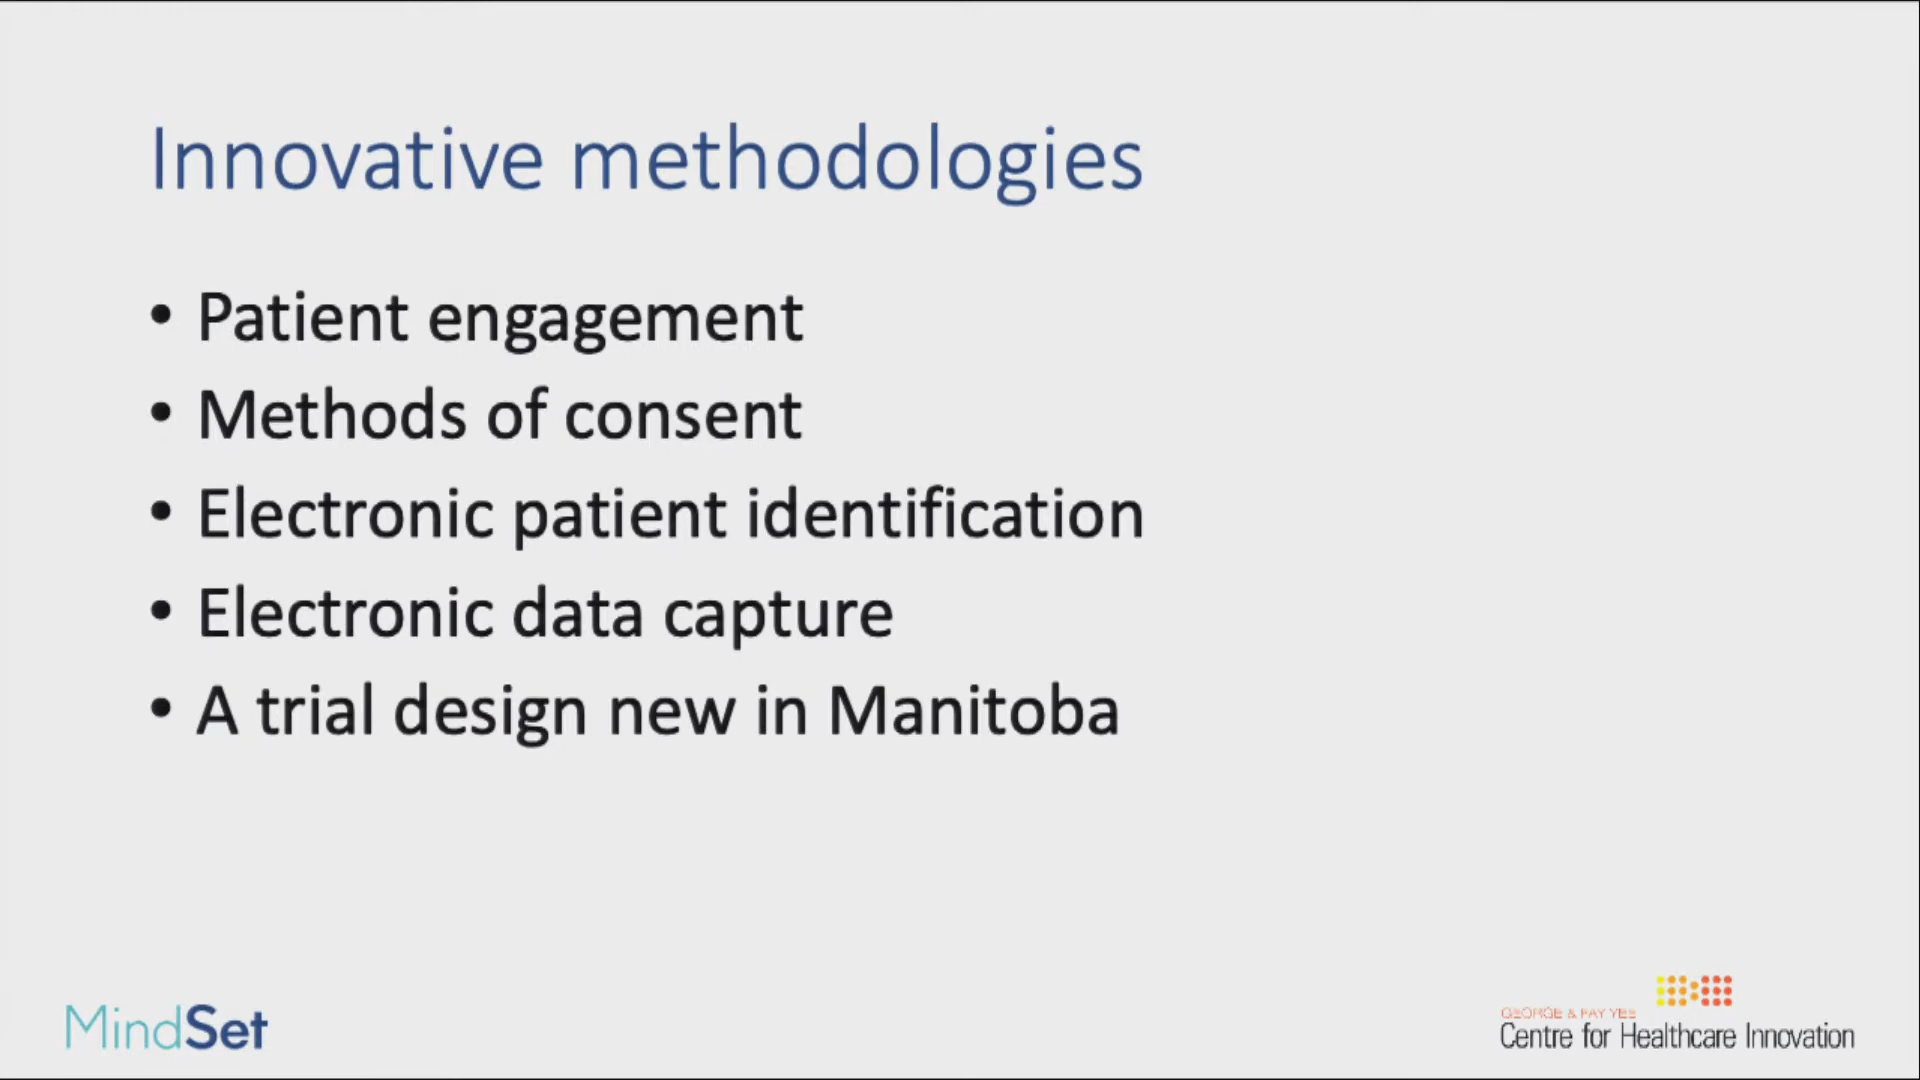 Innovative methodologies
• Patient engagement
• Methods of consent
• Electronic patient identification
• Electronic data capture
• A trial design new in Manitoba
MindSet
GEORGE & FAY YEE
Centre for Healthcare Innovation